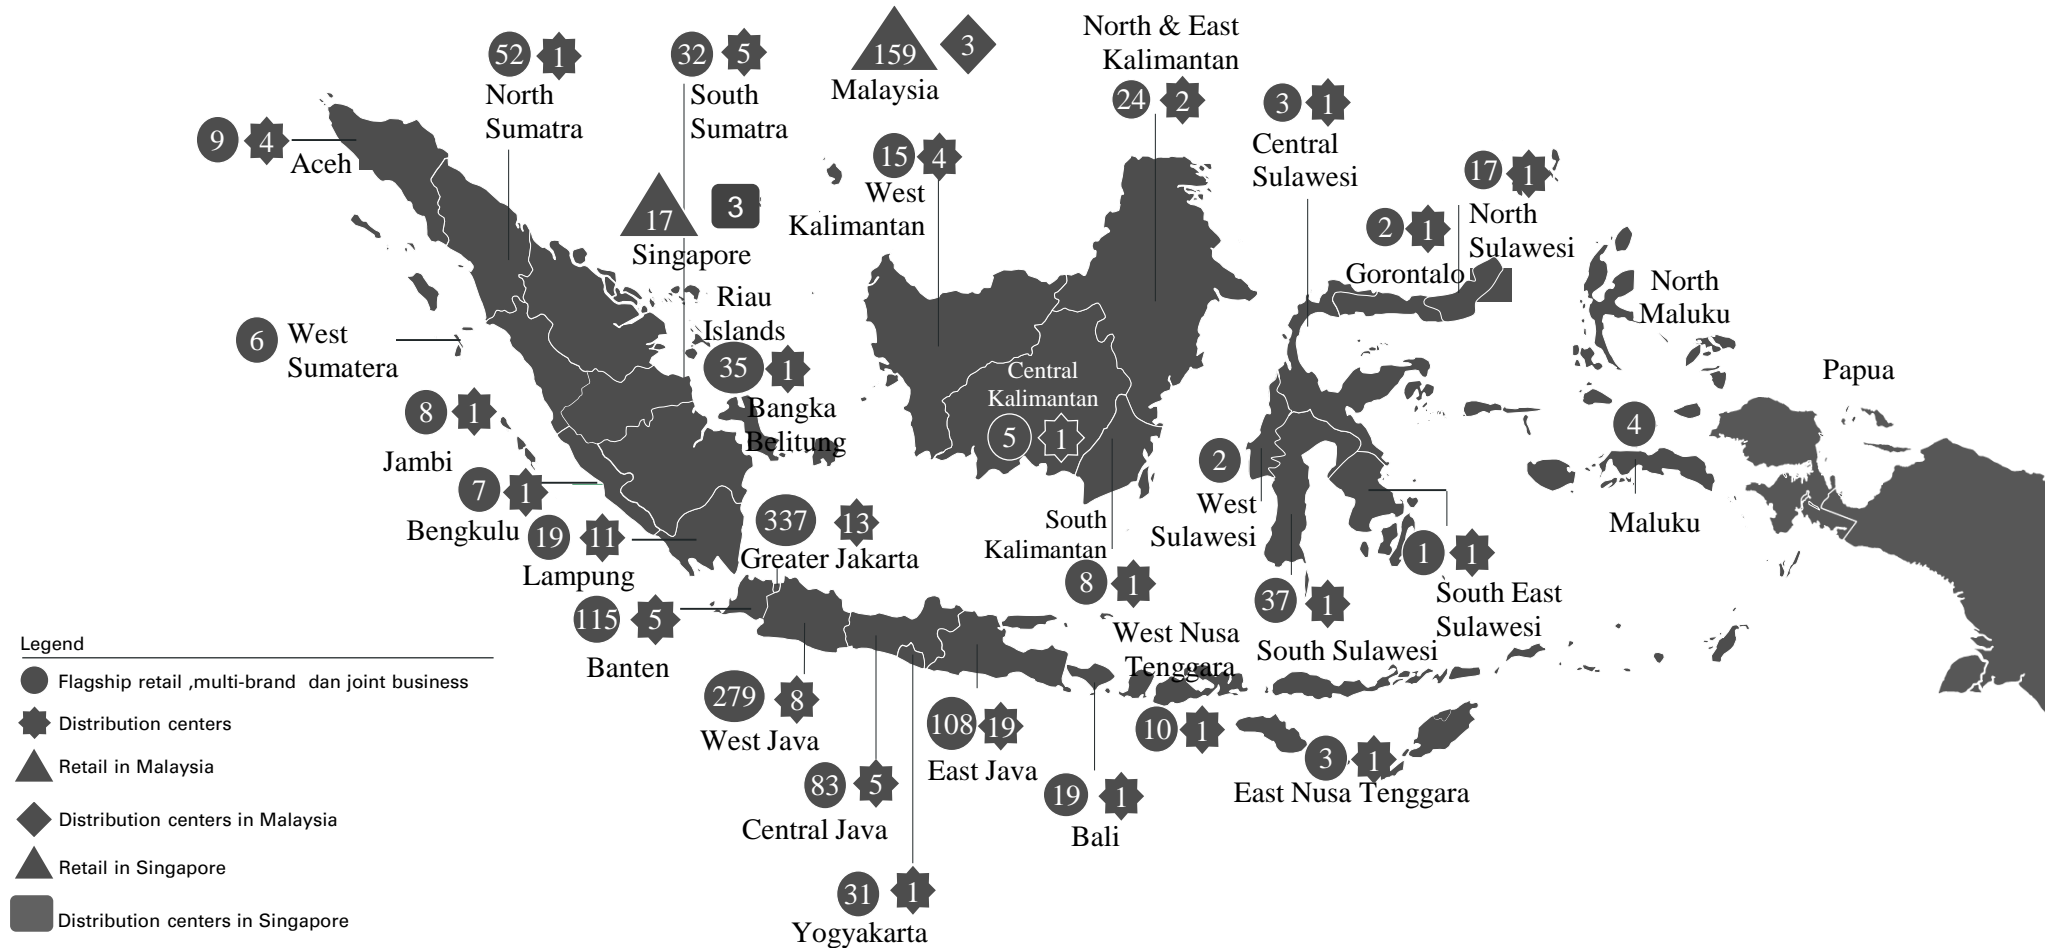 52 1
North
Sumatra
32 5
South
Sumatra
159 3
Malaysia
North & East
Kalimantan
24 2
3 1
Central
Sulawesi
17 1
North
Sulawesi
9 4
Aceh
15 4
West
Kalimantan
17 3
Singapore
2 1
Gorontalo
North
Maluku
Riau
Islands
35 1
Bangka
Belitung
6
West
Sumatera
Central
Kalimantan
5 1
Papua
8 1
Jambi
4
Maluku
7 1
Bengkulu
2
West
Sulawesi
19 11
Lampung
337 13
Greater Jakarta
South
Kalimantan
8 1
1 1
South East
Sulawesi
115 5
Banten
37 1
South Sulawesi
West Nusa
Tenggara
10 1
279 8
West Java
108 19
East Java
3 1
East Nusa Tenggara
83 5
Central Java
19 1
Bali
31 1
Yogyakarta
Legend
Flagship retail ,multi-brand dan joint business
Distribution centers
Retail in Malaysia
Distribution centers in Malaysia
Retail in Singapore
Distribution centers in Singapore